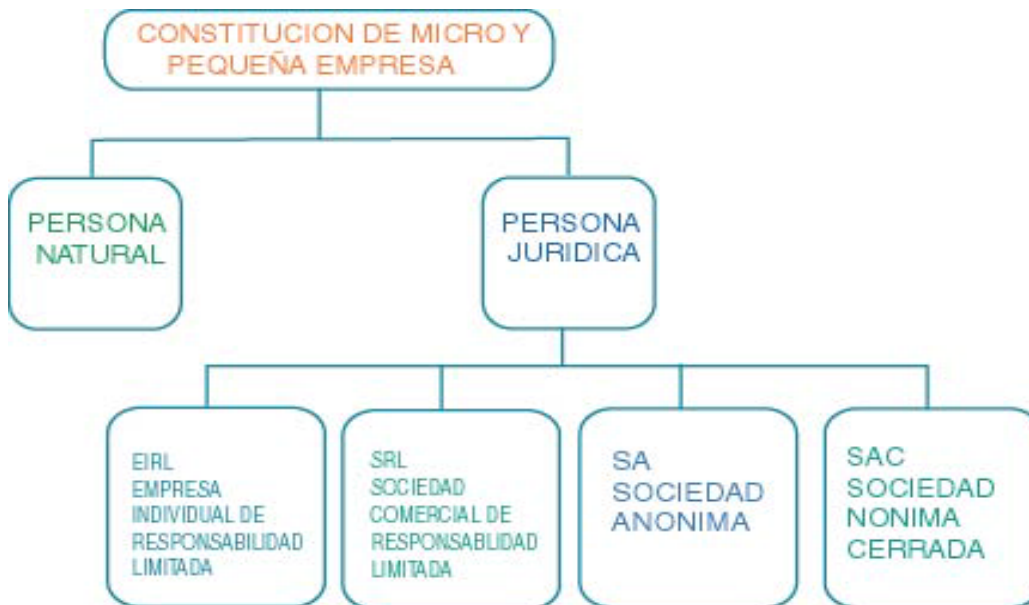 CONSTITUCION DE MICRO Y
PEQUEÑA EMPRESA
PERSONA
NATURAL
PERSONA
JURIDICA
EIRL
EMPRESA
INDIVIDUAL DE
RESPONSABILIDAD
LIMITADA
SRL
SOCIEDAD
COMERCIAL DE
RESPONSABLIDAD
LIMITADA
SA
SOCIEDAD
ANONIMA
SAC
SOCIEDAD
NONIMA
CERRADA